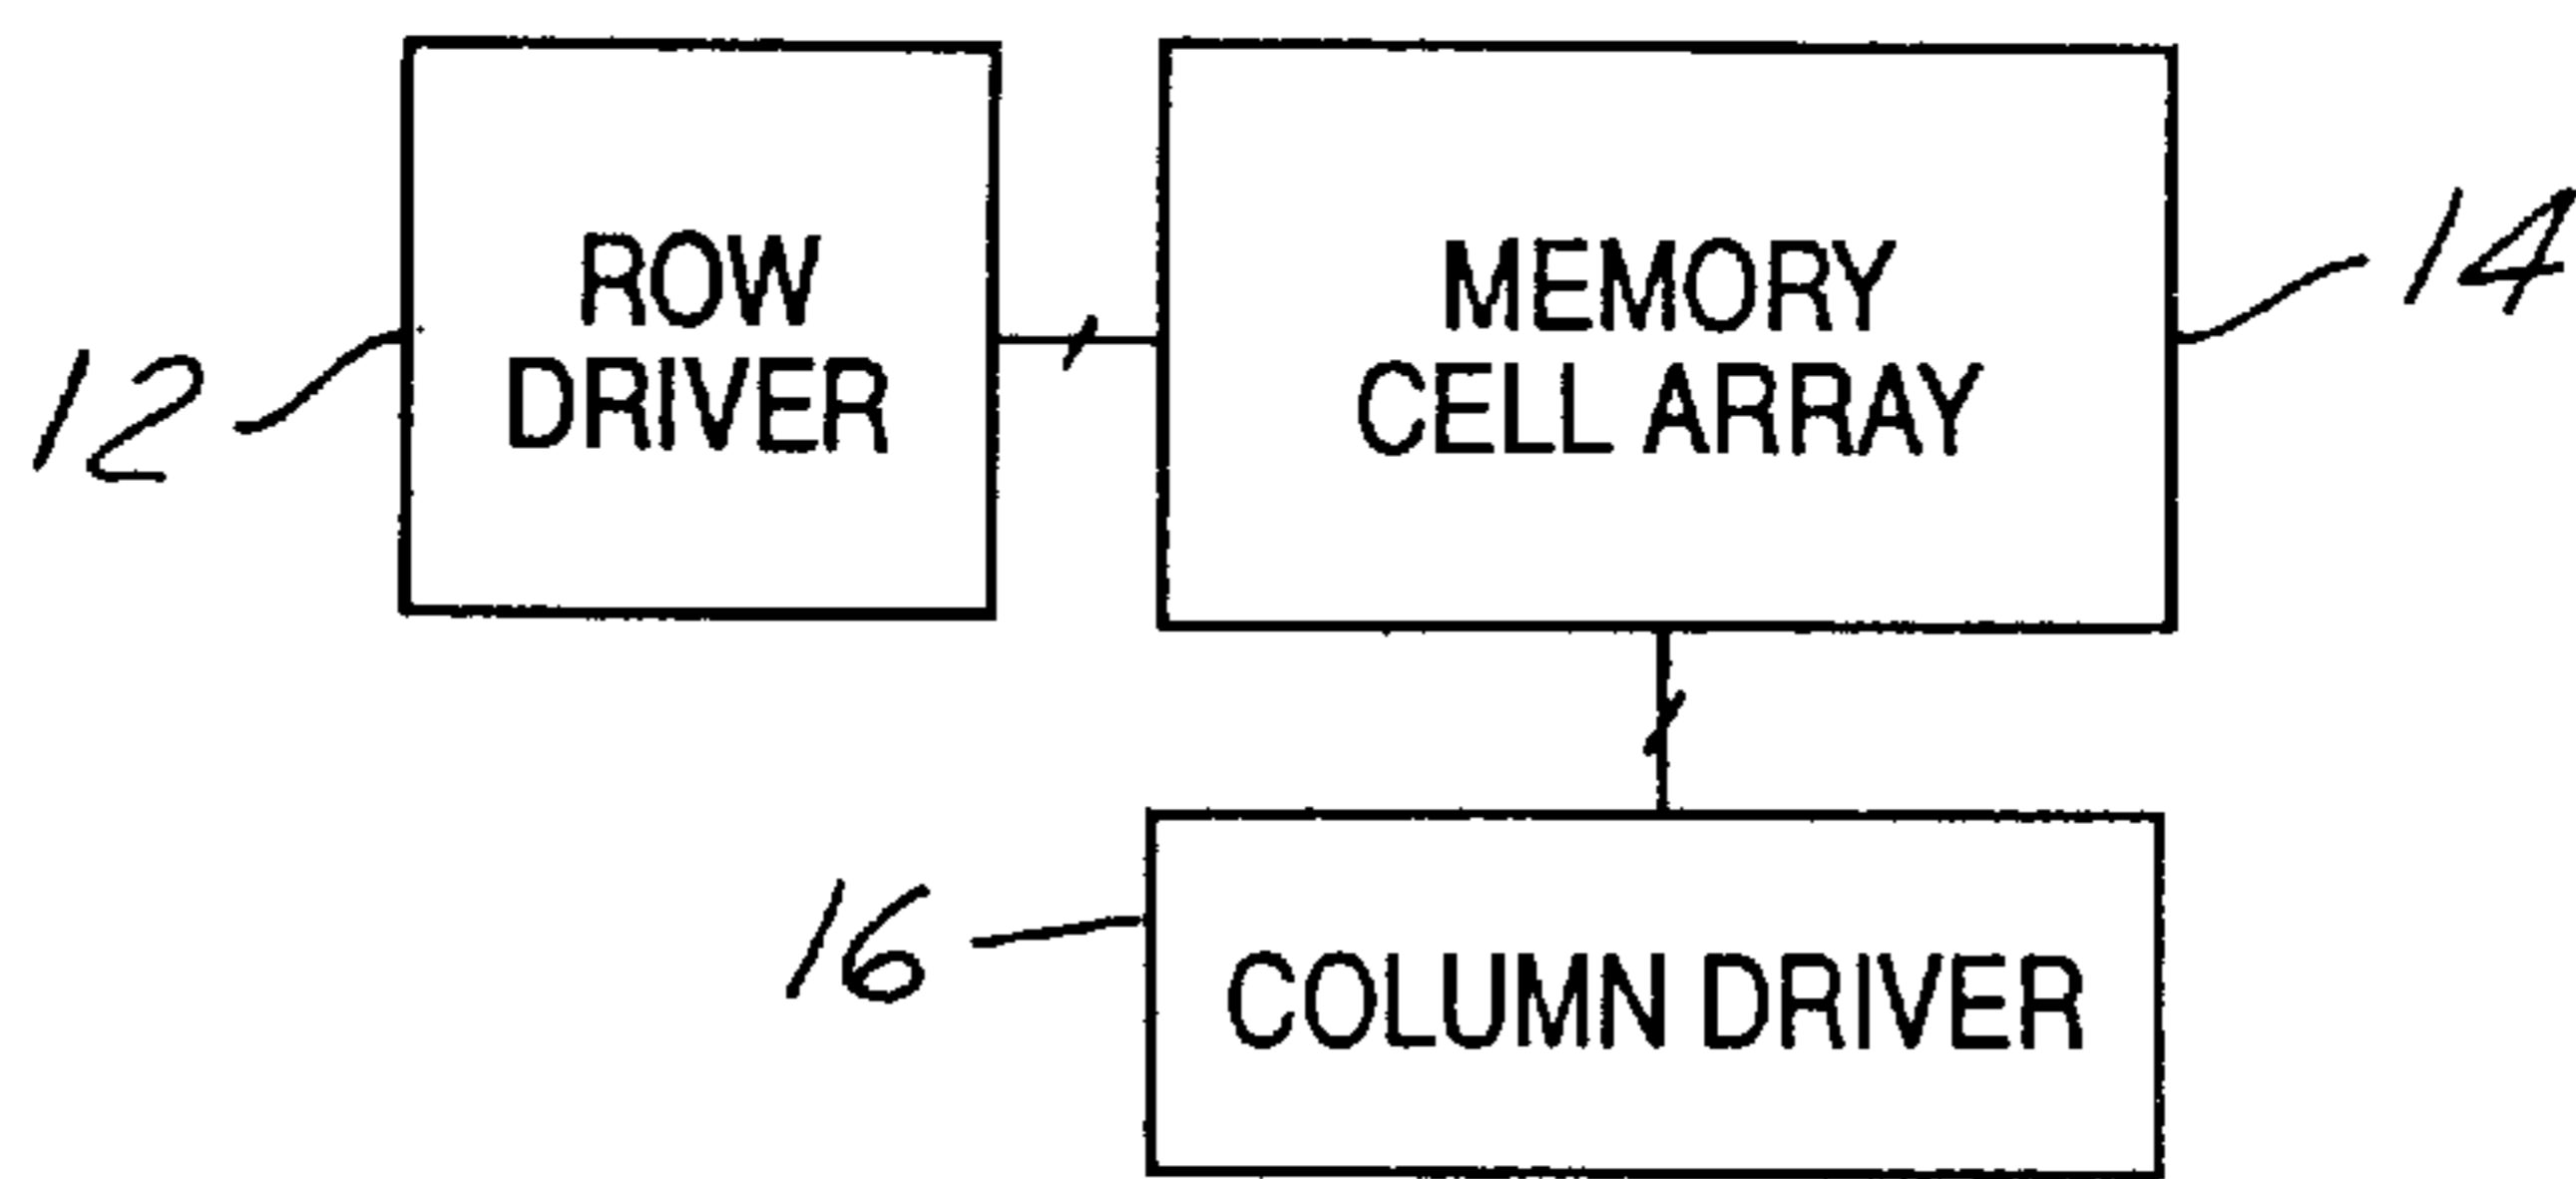 ROW
DRIVER
MEMORY
CELL ARRAY
14
12
16
COLUMN DRIVER